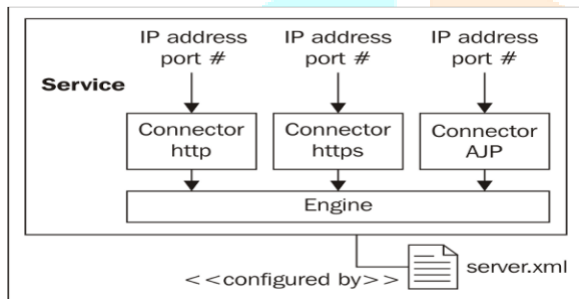 IP address
port #
IP address
port #
IP address
port #
Service
Connector
http
Connector
https
Connector
AJP
Engine
server.xml
<<configured by>>